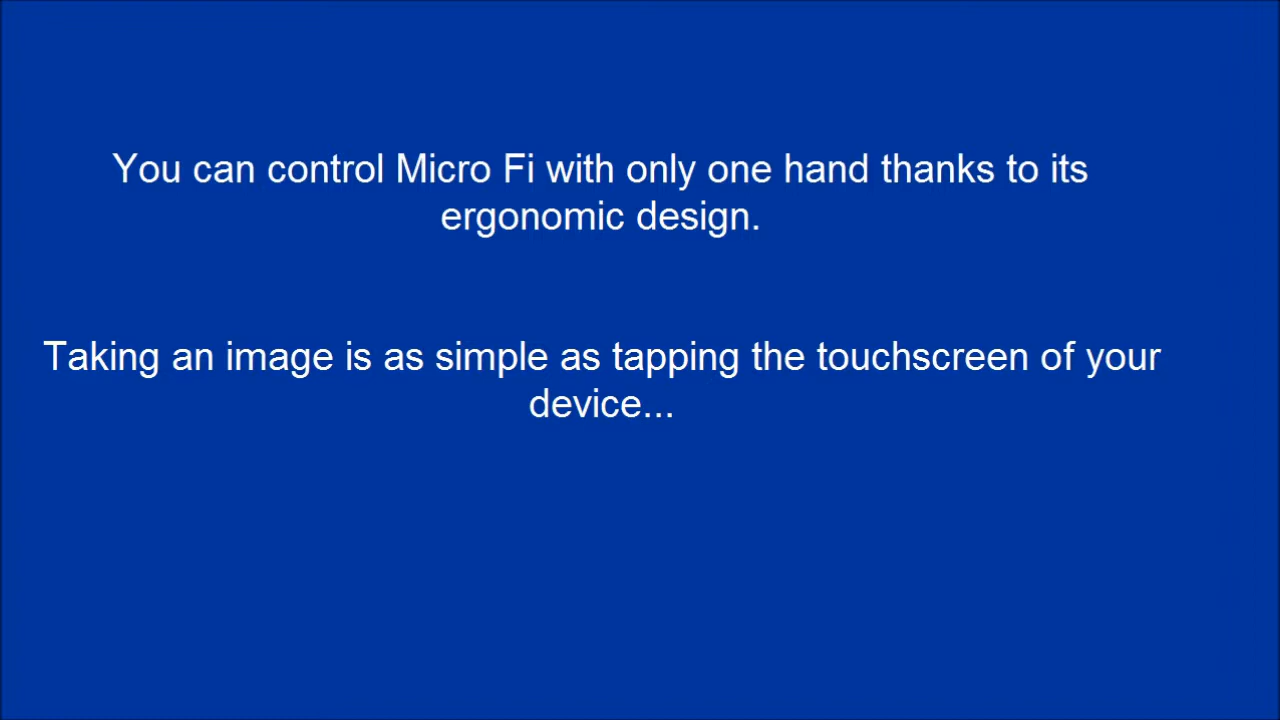 You can control Micro Fi with only one hand thanks to its
ergonomic design.
Taking an image is as simple as tapping the touchscreen of your
device...